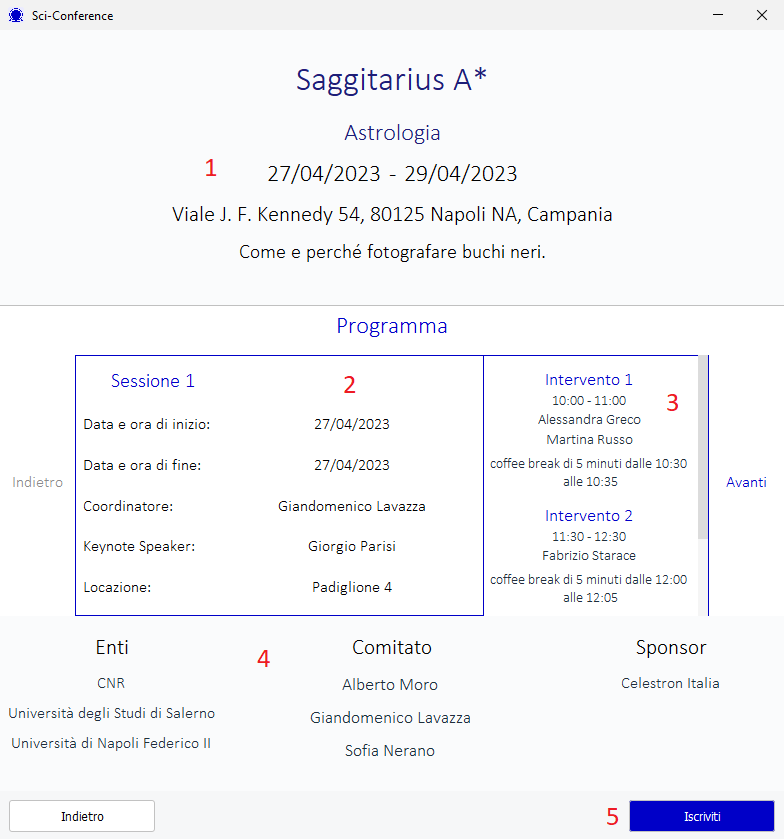 Sci-Conference
Saggitarius A*
Astrologia
1
27/04/2023 - 29/04/2023
Viale J. F. Kennedy 54, 80125 Napoli NA, Campania
Come e perché fotografare buchi neri.
Programma
Sessione 1
2
Data e ora di inizio: 27/04/2023
Data e ora di fine: 27/04/2023
Coordinatore: Giandomenico Lavazza
Keynote Speaker: Giorgio Parisi
Locazione: Padiglione 4
Intervento 1
3
10:00 - 11:00
Alessandra Greco
Martina Russo
coffee break di 5 minuti dalle 10:30
alle 10:35
Intervento 2
11:30 - 12:30
Fabrizio Starace
coffee break di 5 minuti dalle 12:00
alle 12:05
Indietro
Avanti
Enti
CNR
Università degli Studi di Salerno
Università di Napoli Federico II
4
Comitato
Alberto Moro
Giandomenico Lavazza
Sofia Nerano
Sponsor
Celestron Italia
Indietro
5
Iscriviti